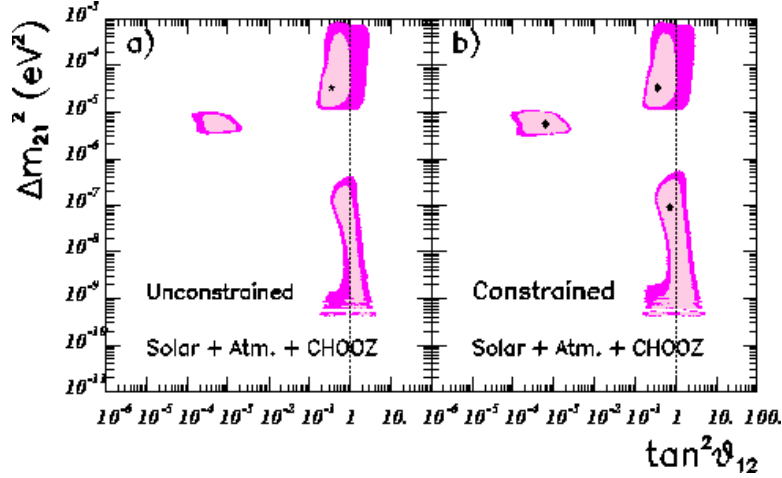 a)
b)
Δm₂₁² (eV²)
10⁻³
10⁻⁴
10⁻⁵
10⁻⁶
10⁻⁷
10⁻⁸
10⁻⁹
10⁻¹⁰
10⁻¹¹
Unconstrained
Constrained
Solar + Atm. + CHOOZ
Solar + Atm. + CHOOZ
10⁻⁶ 10⁻⁵ 10⁻⁴ 10⁻³ 10⁻² 10⁻¹ 1 10. 10⁻⁶ 10⁻⁵ 10⁻⁴ 10⁻³ 10⁻² 10⁻¹ 1 10. 100.
tan²ϑ₁₂